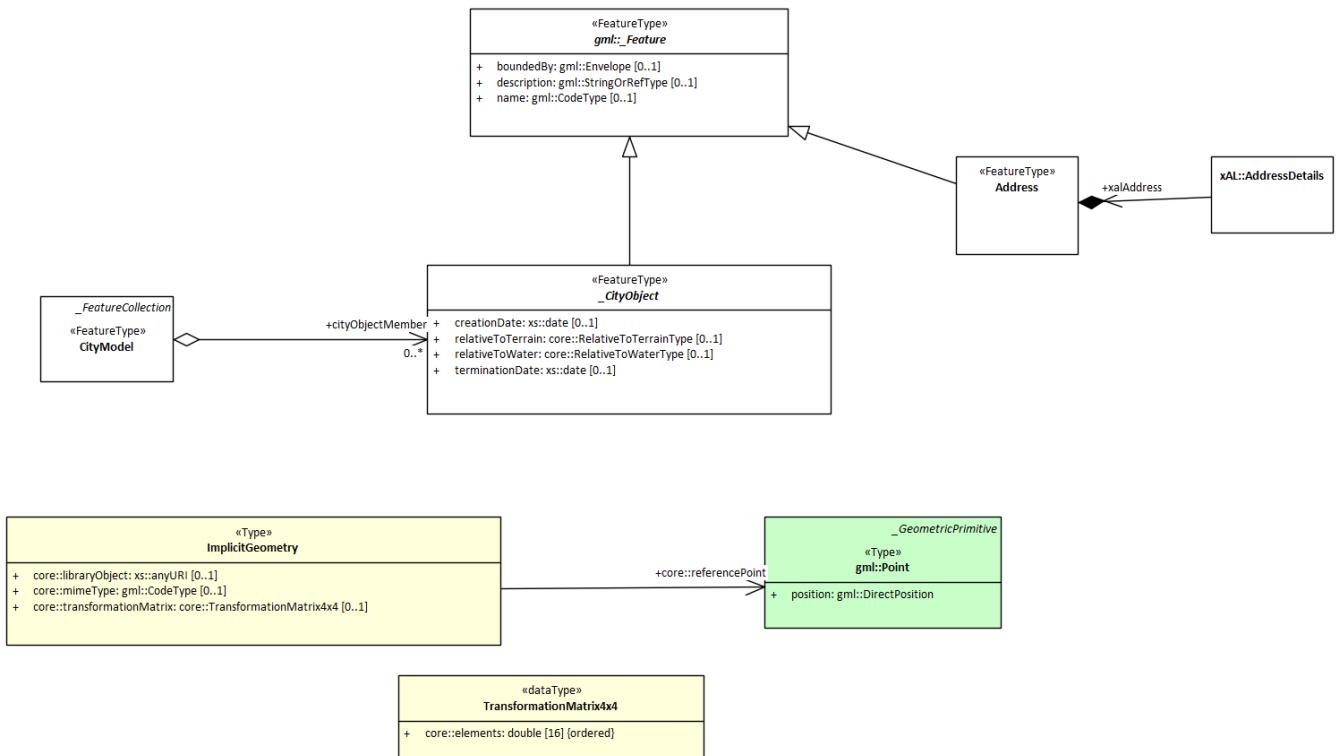 «FeatureType»
gml::_Feature
+ boundedBy: gml::Envelope [0..1]
+ description: gml::StringOrRefType [0..1]
+ name: gml::CodeType [0..1]
«FeatureType»
Address
+xalAddress
xAL::AddressDetails
_FeatureCollection
«FeatureType»
CityModel
+cityObjectMember
0..*
«FeatureType»
_CityObject
+ creationDate: xs::date [0..1]
+ relativeToTerrain: core::RelativeToTerrainType [0..1]
+ relativeToWater: core::RelativeToWaterType [0..1]
+ terminationDate: xs::date [0..1]
«Type»
ImplicitGeometry
+ core::libraryObject: xs::anyURI [0..1]
+ core::mimeType: gml::CodeType [0..1]
+ core::transformationMatrix: core::TransformationMatrix4x4 [0..1]
+core::referencePoint
_GeometricPrimitive
«Type»
gml::Point
+ position: gml::DirectPosition
«dataType»
TransformationMatrix4x4
+ core::elements: double [16] {ordered}